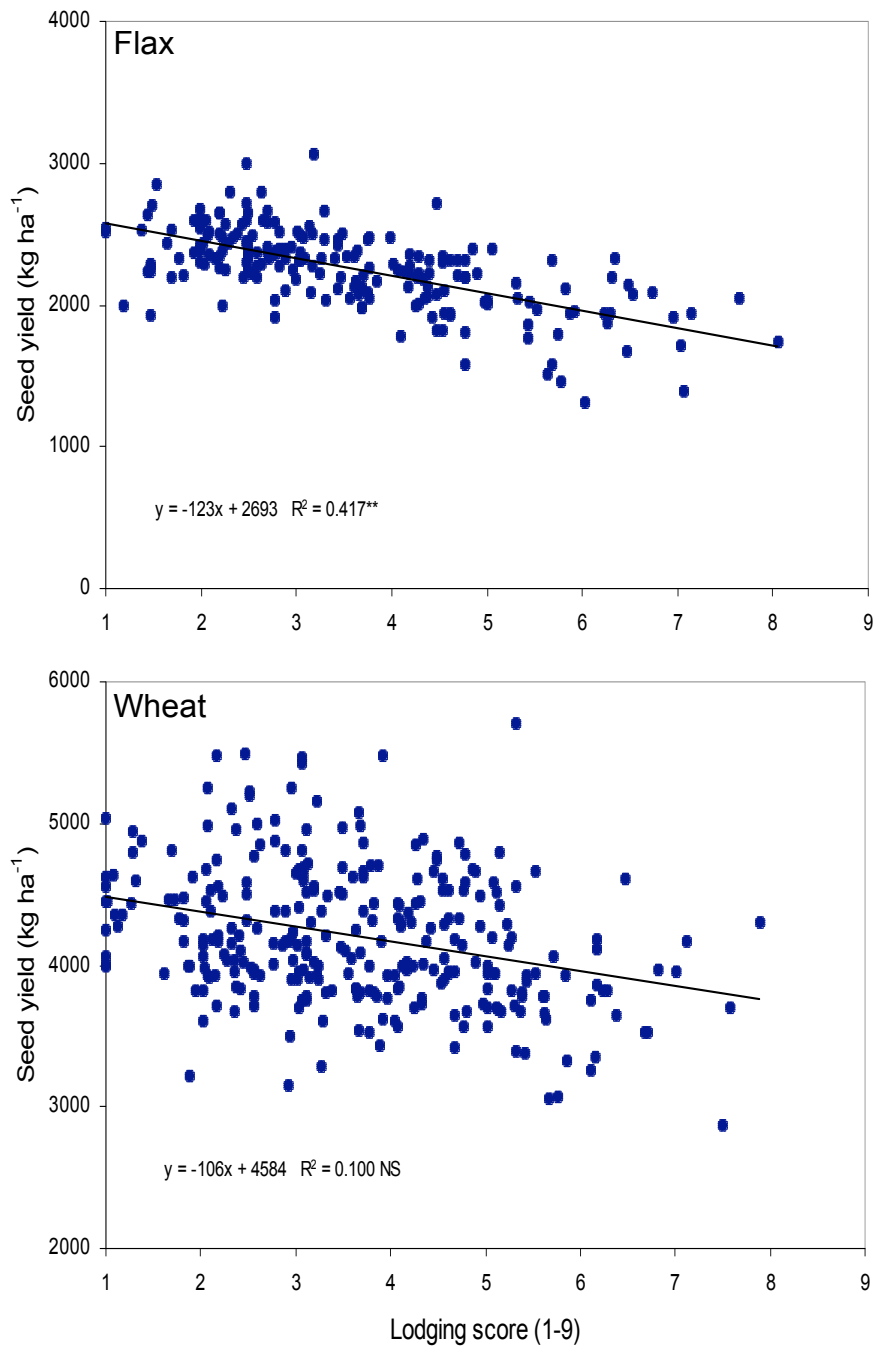 Flax
Seed yield (kg ha⁻¹)
4000
3000
2000
1000
0
y = -123x + 2693 R² = 0.417**
1 2 3 4 5 6 7 8 9
Wheat
Seed yield (kg ha⁻¹)
6000
5000
4000
3000
2000
y = -106x + 4584 R² = 0.100 NS
1 2 3 4 5 6 7 8 9
Lodging score (1-9)